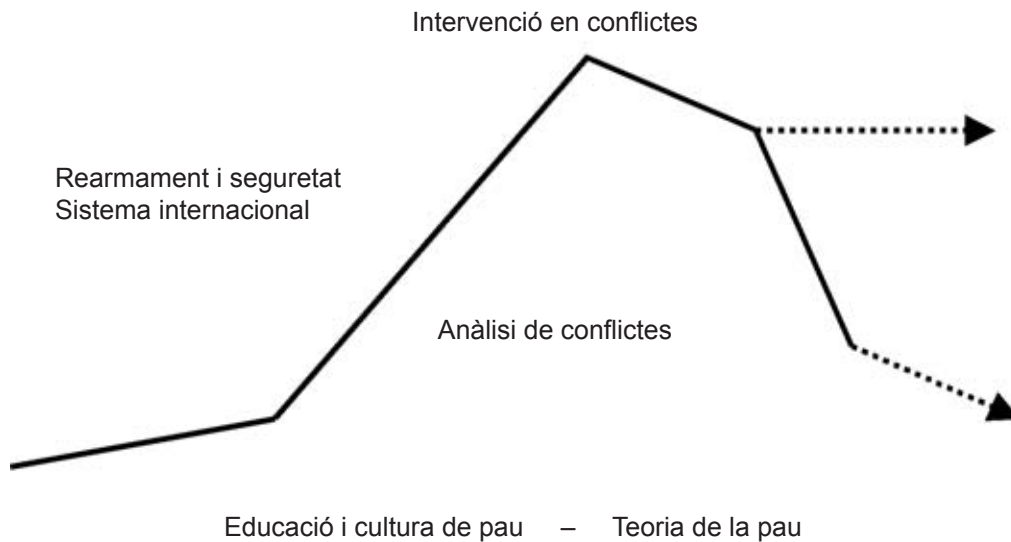 Intervenció en conflictes
Rearmament i seguretat
Sistema internacional
Anàlisi de conflictes
Educació i cultura de pau – Teoria de la pau